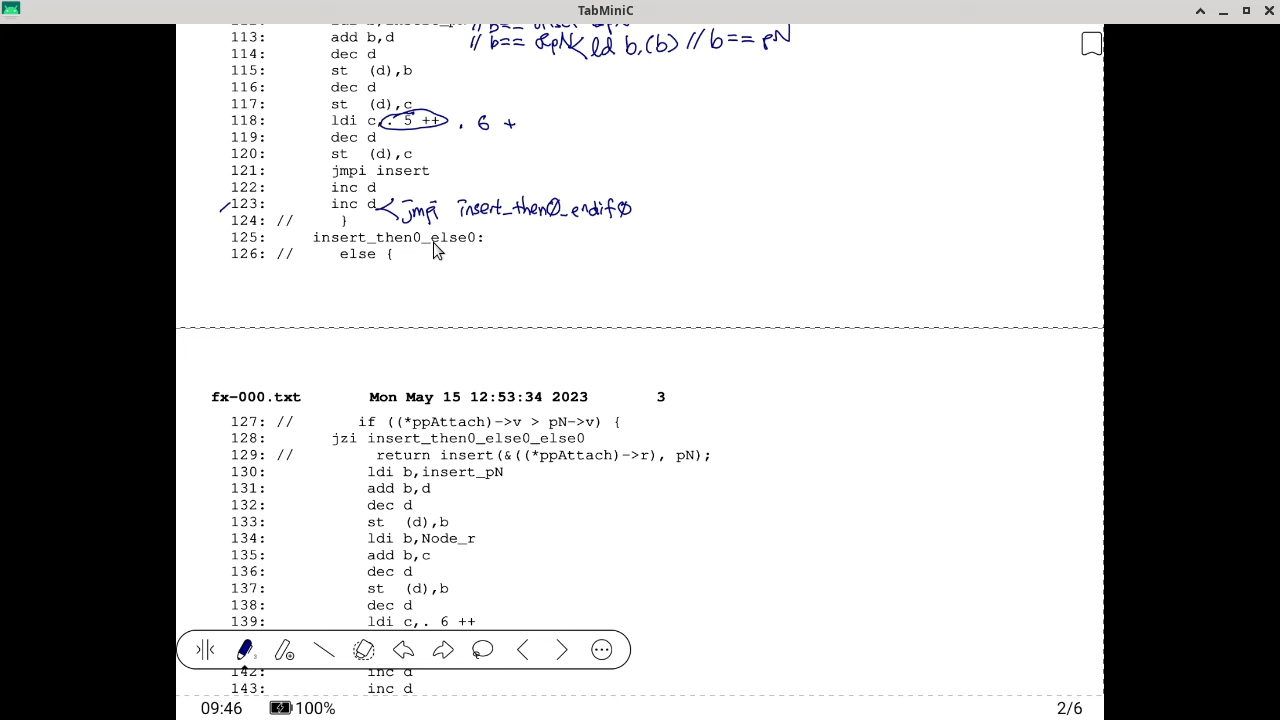 TabMiniC
113: add b,d // b== &pN < ld b,(b) // b== pN
114: dec d
115: st (d),b
116: dec d
117: st (d),c
118: ldi c,. 5 ++ . 6 +
119: dec d
120: st (d),c
121: jmpi insert
122: inc d
123: inc d < jmpi insert_then0_endif0
124: // }
125: insert_then0_else0:
126: // else {
fx-000.txt Mon May 15 12:53:34 2023 3
127: // if ((*ppAttach)->v > pN->v) {
128: jzi insert_then0_else0_else0
129: // return insert(&((*ppAttach)->r), pN);
130: ldi b,insert_pN
131: add b,d
132: dec d
133: st (d),b
134: ldi b,Node_r
135: add b,c
136: dec d
137: st (d),b
138: dec d
139: ldi c,. 6 ++
142: inc d
143: inc d
09:46 100% 2/6